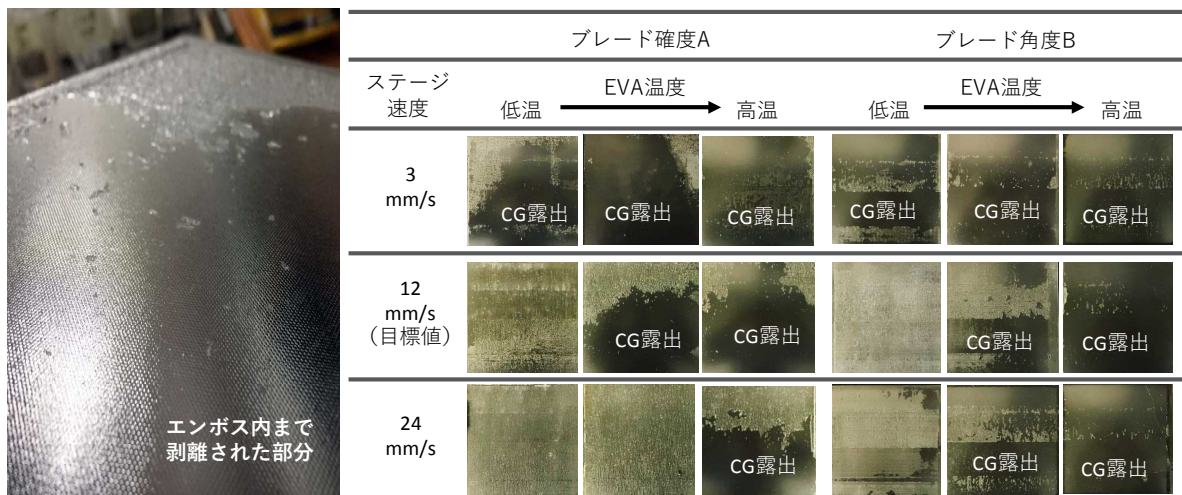 エンボス内まで
剥離された部分
ブレード確度A
ブレード角度B
ステージ
速度
EVA温度
EVA温度
低温
高温
低温
高温
3
mm/s
CG露出
CG露出
CG露出
CG露出
CG露出
CG露出
12
mm/s
（目標値）
CG露出
CG露出
CG露出
CG露出
24
mm/s
CG露出
CG露出
CG露出